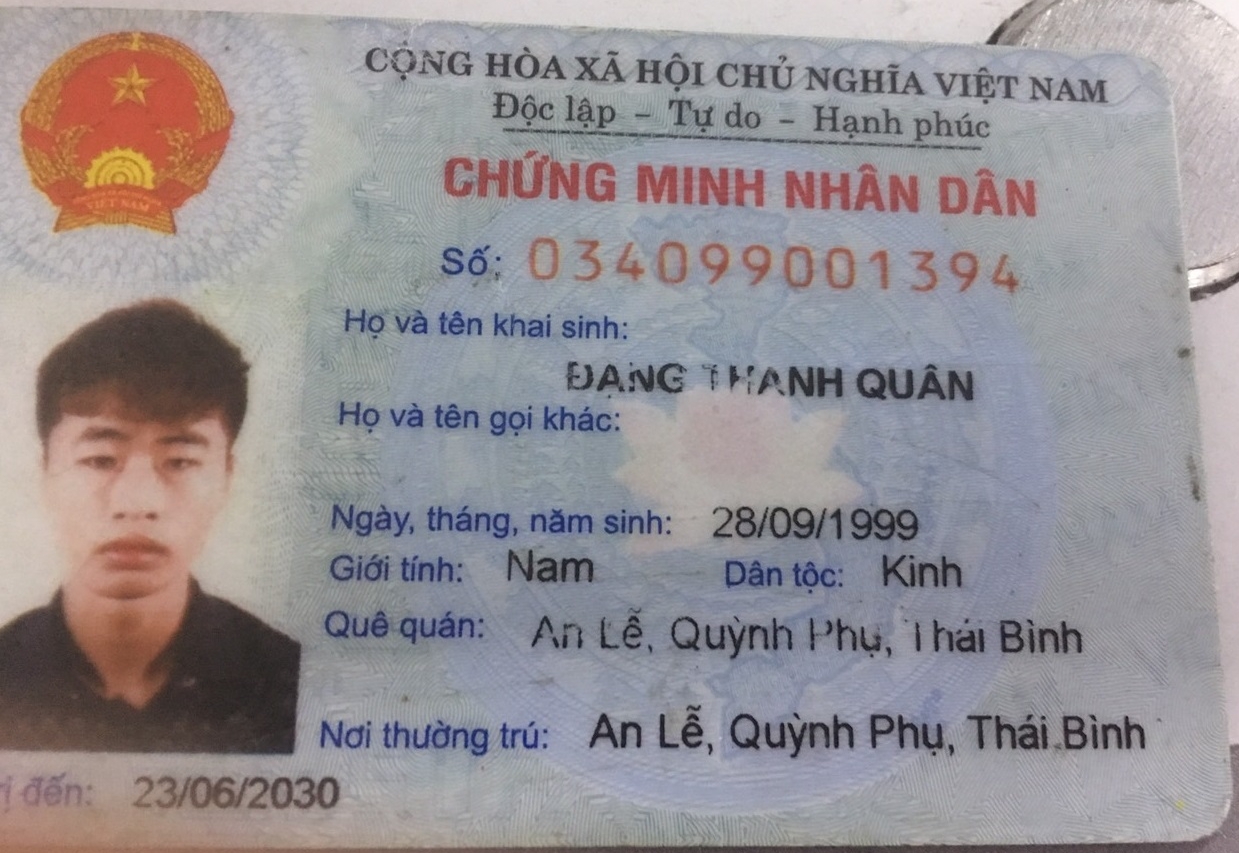 CỘNG HÒA XÃ HỘI CHỦ NGHĨA VIỆT NAM
Độc lập – Tự do – Hạnh phúc
CHỨNG MINH NHÂN DÂN
VIỆT NAM
Số: 034099001394
Họ và tên khai sinh:
ĐẶNG THANH QUÂN
Họ và tên gọi khác:
Ngày, tháng, năm sinh: 28/09/1999
Giới tính: Nam Dân tộc: Kinh
Quê quán: An Lễ, Quỳnh Phụ, Thái Bình
Nơi thường trú: An Lễ, Quỳnh Phụ, Thái Bình
đến: 23/06/2030